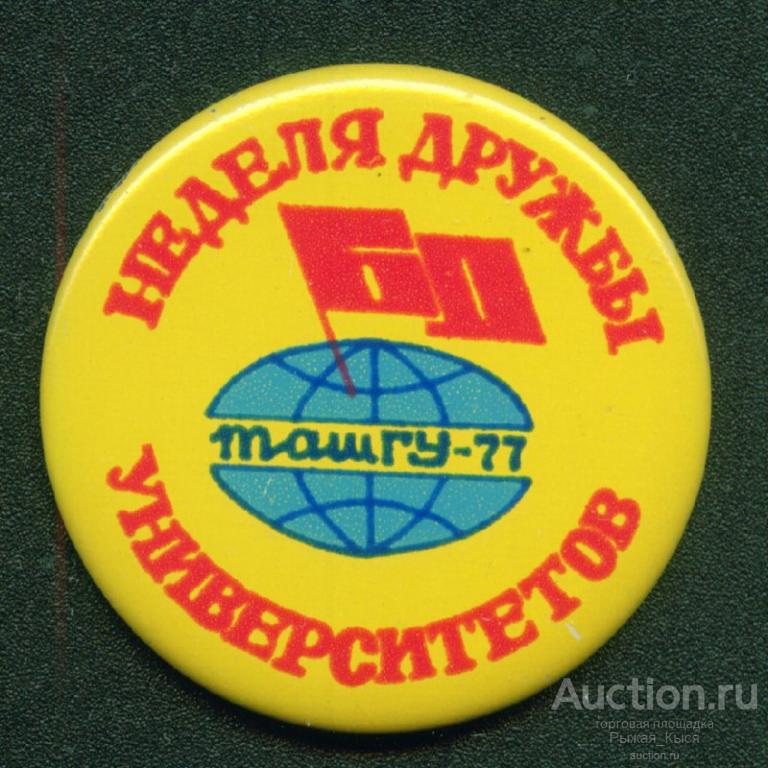 НЕДЕЛЯ ДРУЖБЫ
60
ташГУ-77
УНИВЕРСИТЕТОВ
Auction.ru
торговая площадка
Рыжая_Кыся
auction.ru